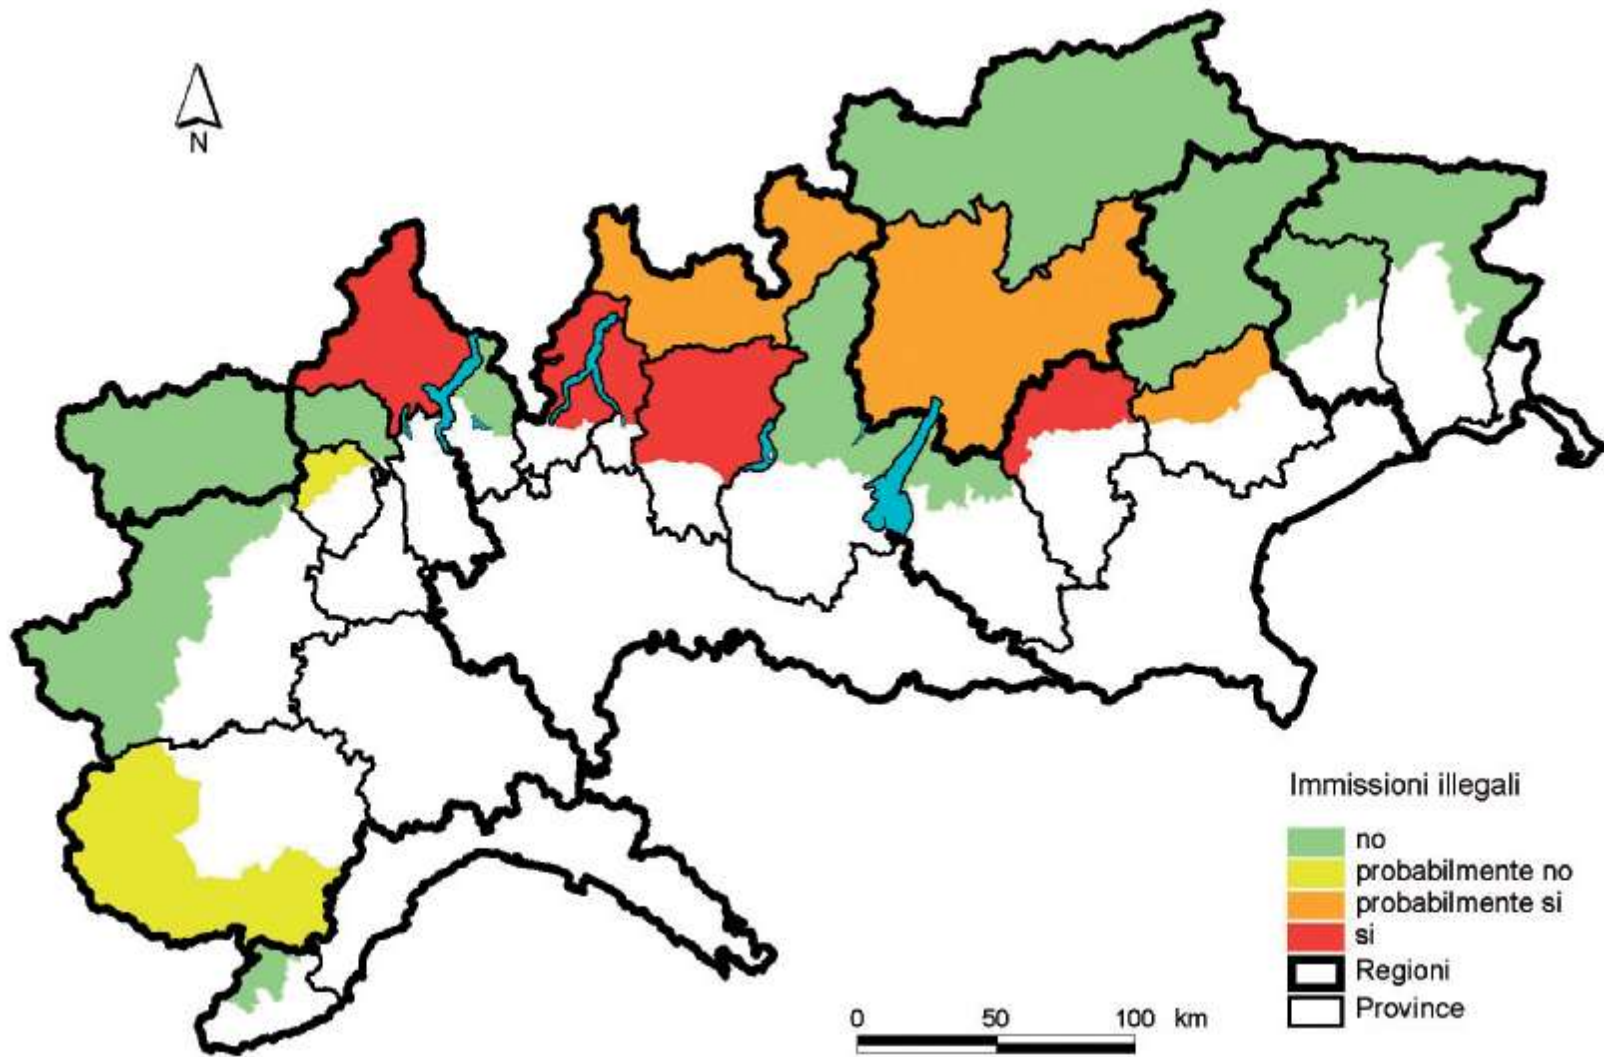 N
Immissioni illegali
no
probabilmente no
probabilmente si
si
Regioni
Province
0 50 100 km